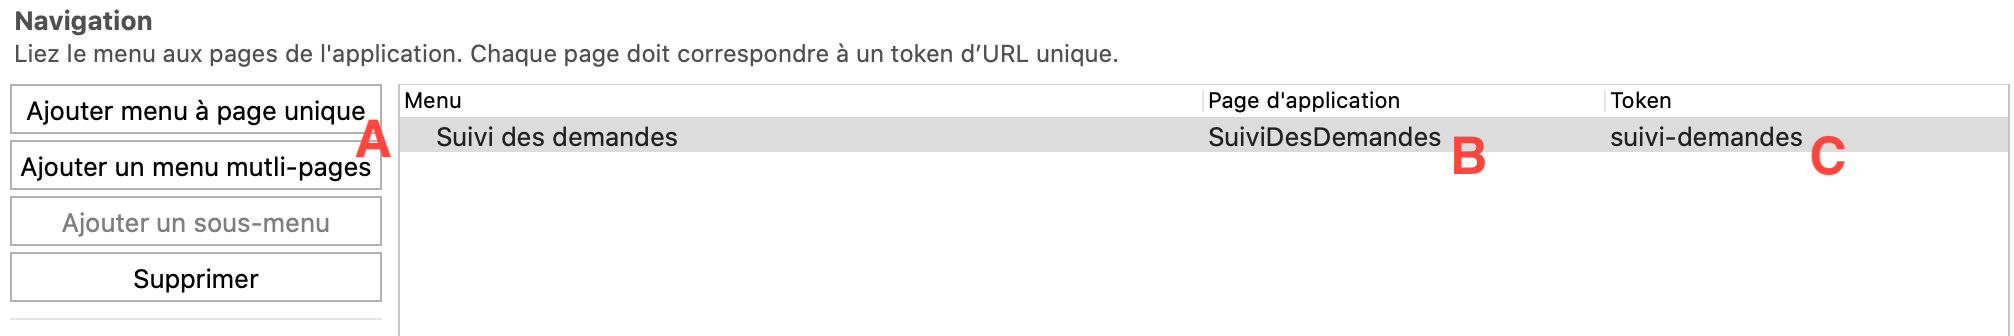 Navigation
Liez le menu aux pages de l'application. Chaque page doit correspondre à un token d’URL unique.
Ajouter menu à page unique
A
Ajouter un menu mutli-pages
Ajouter un sous-menu
Supprimer
Menu Page d'application Token
Suivi des demandes SuiviDesDemandes B suivi-demandes C